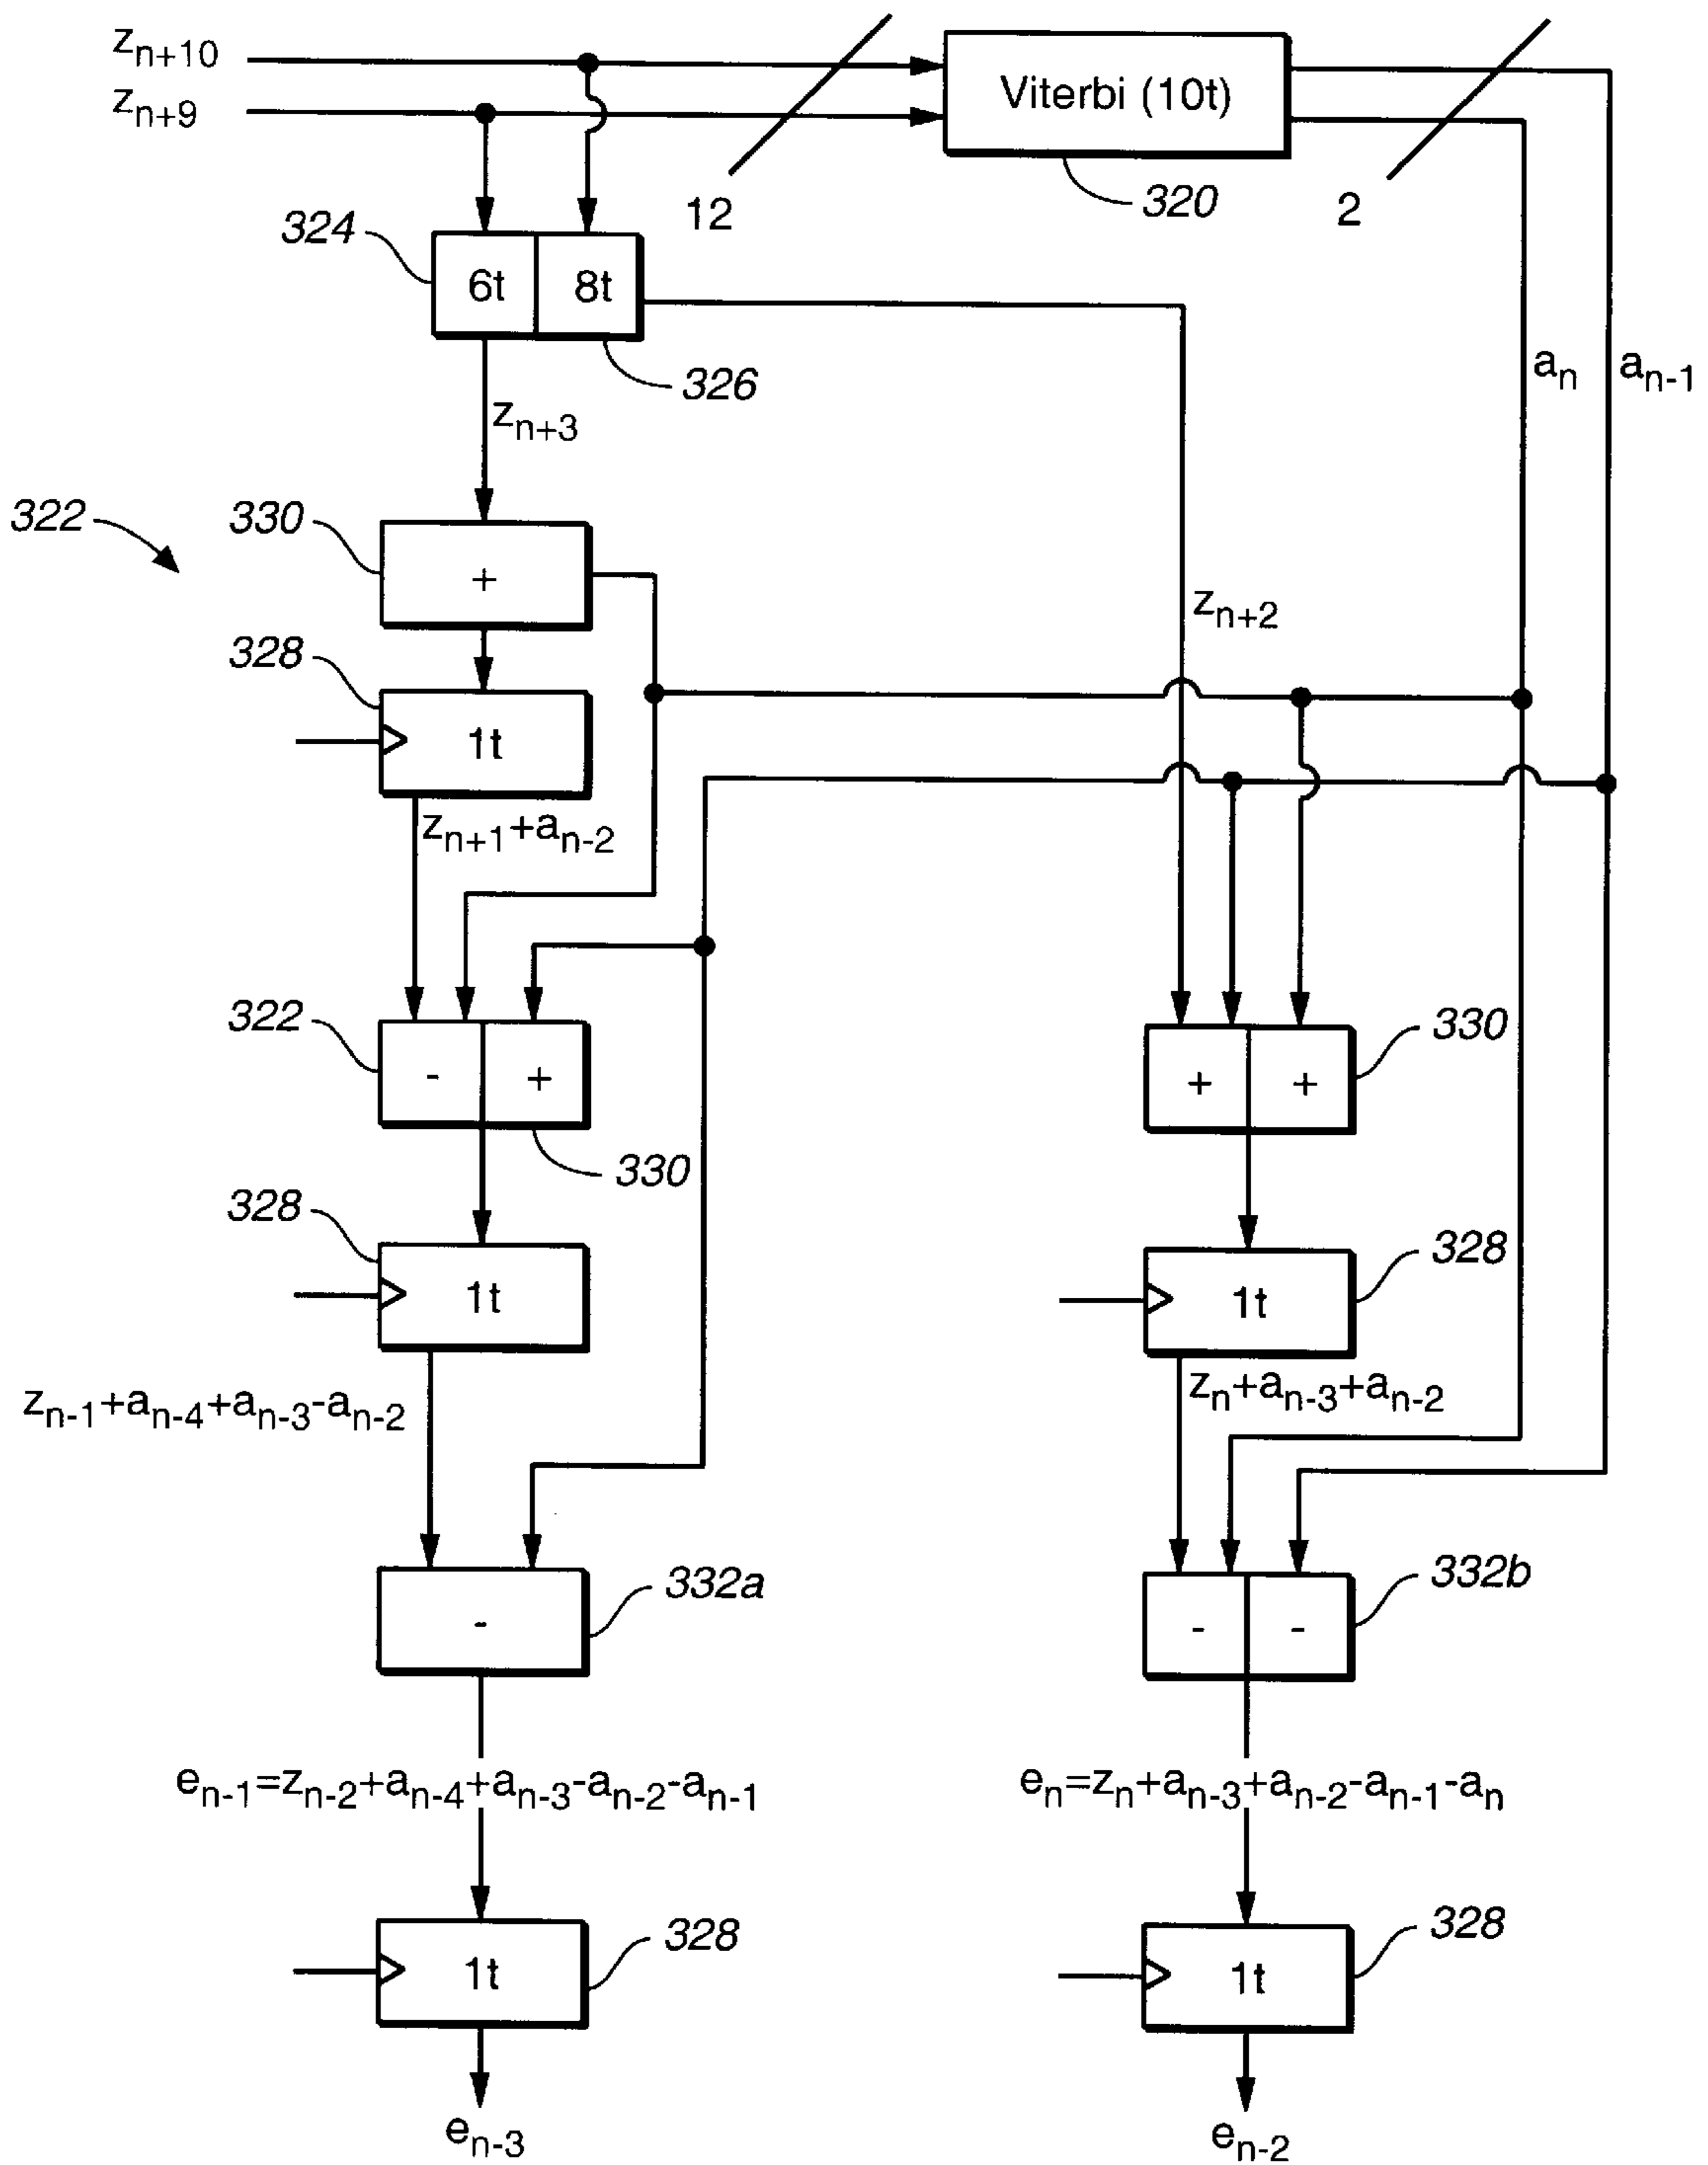 z_{n+10}
z_{n+9}
Viterbi (10t)
320
12
2
324
6t
8t
326
a_n
a_{n-1}
z_{n+3}
322
330
+
z_{n+2}
328
1t
z_{n+1}+a_{n-2}
322
-
+
330
+
+
330
328
1t
328
1t
z_{n-1}+a_{n-4}+a_{n-3}-a_{n-2}
z_n+a_{n-3}+a_{n-2}
-
332a
-
-
332b
e_{n-1}=z_{n-2}+a_{n-4}+a_{n-3}-a_{n-2}-a_{n-1}
e_n=z_n+a_{n-3}+a_{n-2}-a_{n-1}-a_n
1t
328
1t
328
e_{n-3}
e_{n-2}